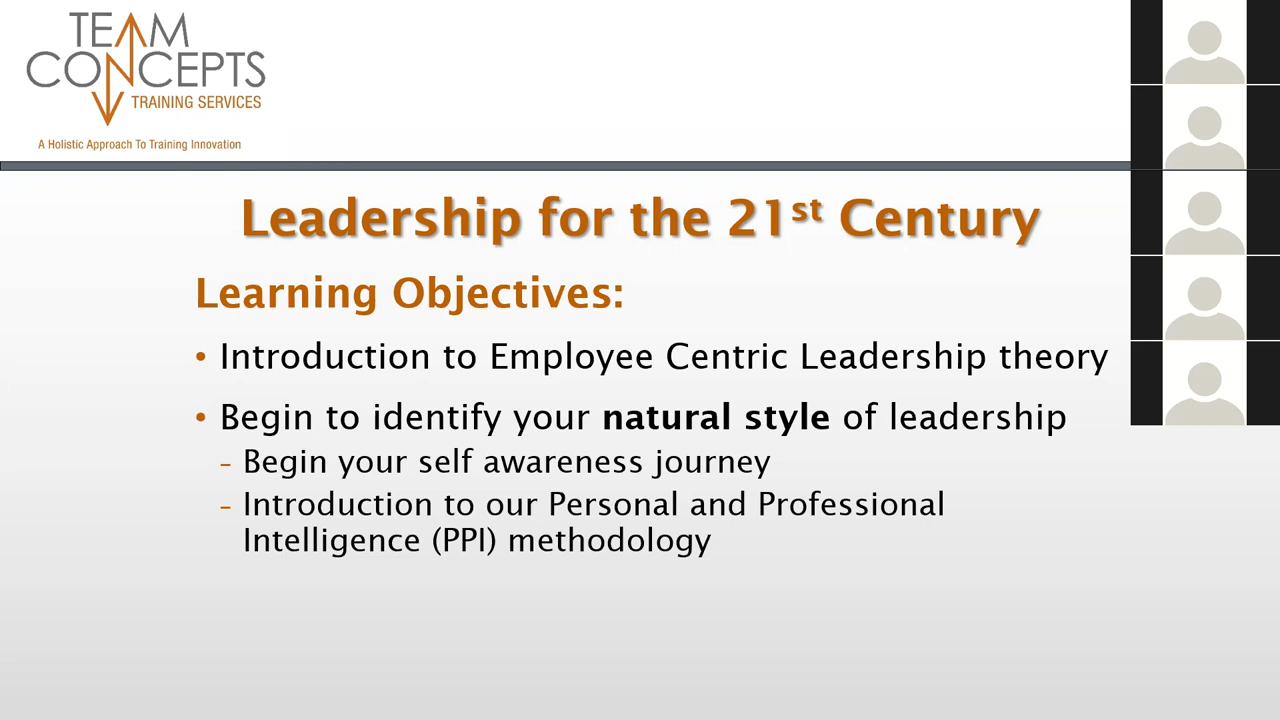 TEAM
CONCEPTS
TRAINING SERVICES
A Holistic Approach To Training Innovation
Leadership for the 21st Century
Learning Objectives:
• Introduction to Employee Centric Leadership theory
• Begin to identify your natural style of leadership
- Begin your self awareness journey
- Introduction to our Personal and Professional
Intelligence (PPI) methodology